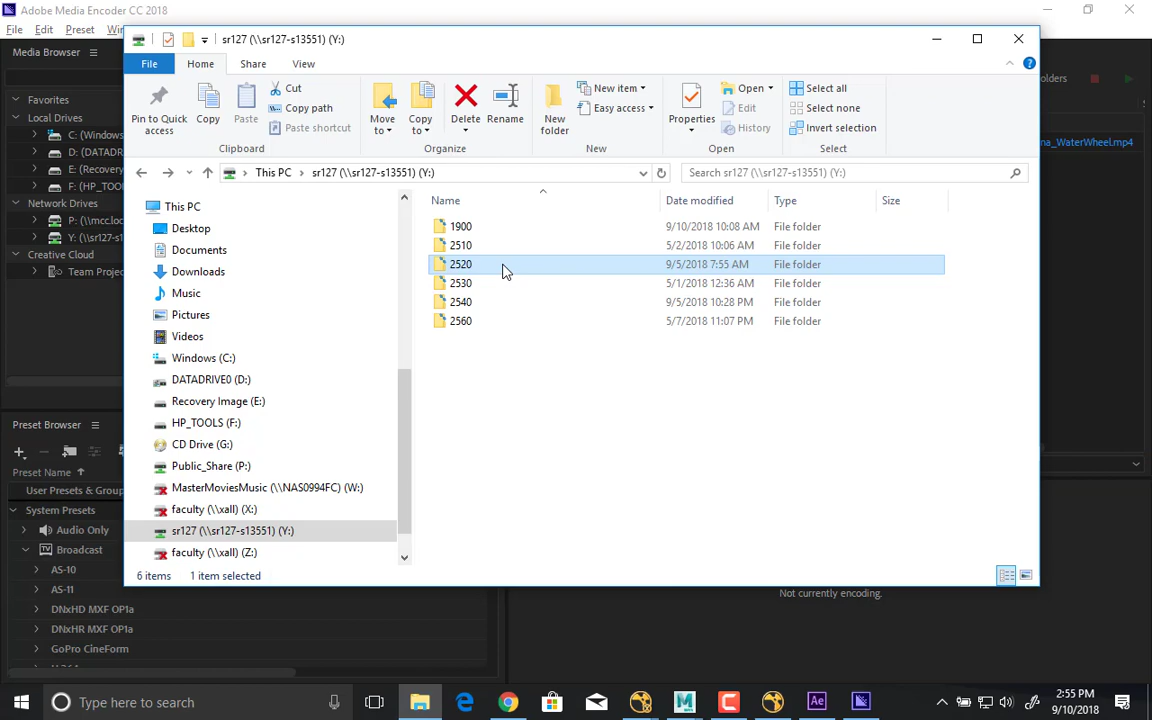 Adobe Media Encoder CC 2018
File Edit Preset Win
Media Browser
Favorites
Local Drives
C: (Windows
D: (DATADR
E: (Recovery
F: (HP_TOO
Network Drives
P: (\\mcc.loc
Y: (\\sr127-s1
Creative Cloud
Team Projec
Preset Browser
Preset Name
User Presets & Group
System Presets
Audio Only
Broadcast
AS-10
AS-11
DNxHD MXF OP1a
DNxHR MXF OP1a
GoPro CineForm
olders
na_WaterWheel.mp4
Not currently encoding.
sr127 (\\sr127-s13551) (Y:)
File Home Share View
Pin to Quick access
Copy
Paste
Cut
Copy path
Paste shortcut
Clipboard
Move to
Copy to
Delete
Rename
Organize
New folder
New item
Easy access
New
Properties
Open
Edit
History
Open
Select all
Select none
Invert selection
Select
This PC > sr127 (\\sr127-s13551) (Y:)
Search sr127 (\\sr127-s13551) (Y:)
This PC
Desktop
Documents
Downloads
Music
Pictures
Videos
Windows (C:)
DATADRIVE0 (D:)
Recovery Image (E:)
HP_TOOLS (F:)
CD Drive (G:)
Public_Share (P:)
MasterMoviesMusic (\\NAS0994FC) (W:)
faculty (\\xall) (X:)
sr127 (\\sr127-s13551) (Y:)
faculty (\\xall) (Z:)
Name Date modified Type Size
1900 9/10/2018 10:08 AM File folder
2510 5/2/2018 10:06 AM File folder
2520 9/5/2018 7:55 AM File folder
2530 5/1/2018 12:36 AM File folder
2540 9/5/2018 10:28 PM File folder
2560 5/7/2018 11:07 PM File folder
6 items 1 item selected
Type here to search
2:55 PM
9/10/2018